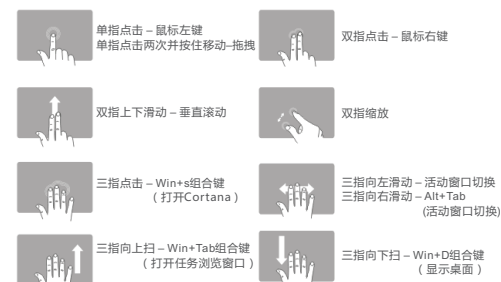 单指点击 – 鼠标左键
单指点击两次并按住移动–拖拽
双指点击 – 鼠标右键
双指上下滑动 – 垂直滚动
双指缩放
三指点击 – Win+s组合键
（打开Cortana）
三指向左滑动 – 活动窗口切换
三指向右滑动 – Alt+Tab
(活动窗口切换)
三指向上扫 – Win+Tab组合键
（打开任务浏览窗口）
三指向下扫 – Win+D组合键
（显示桌面）